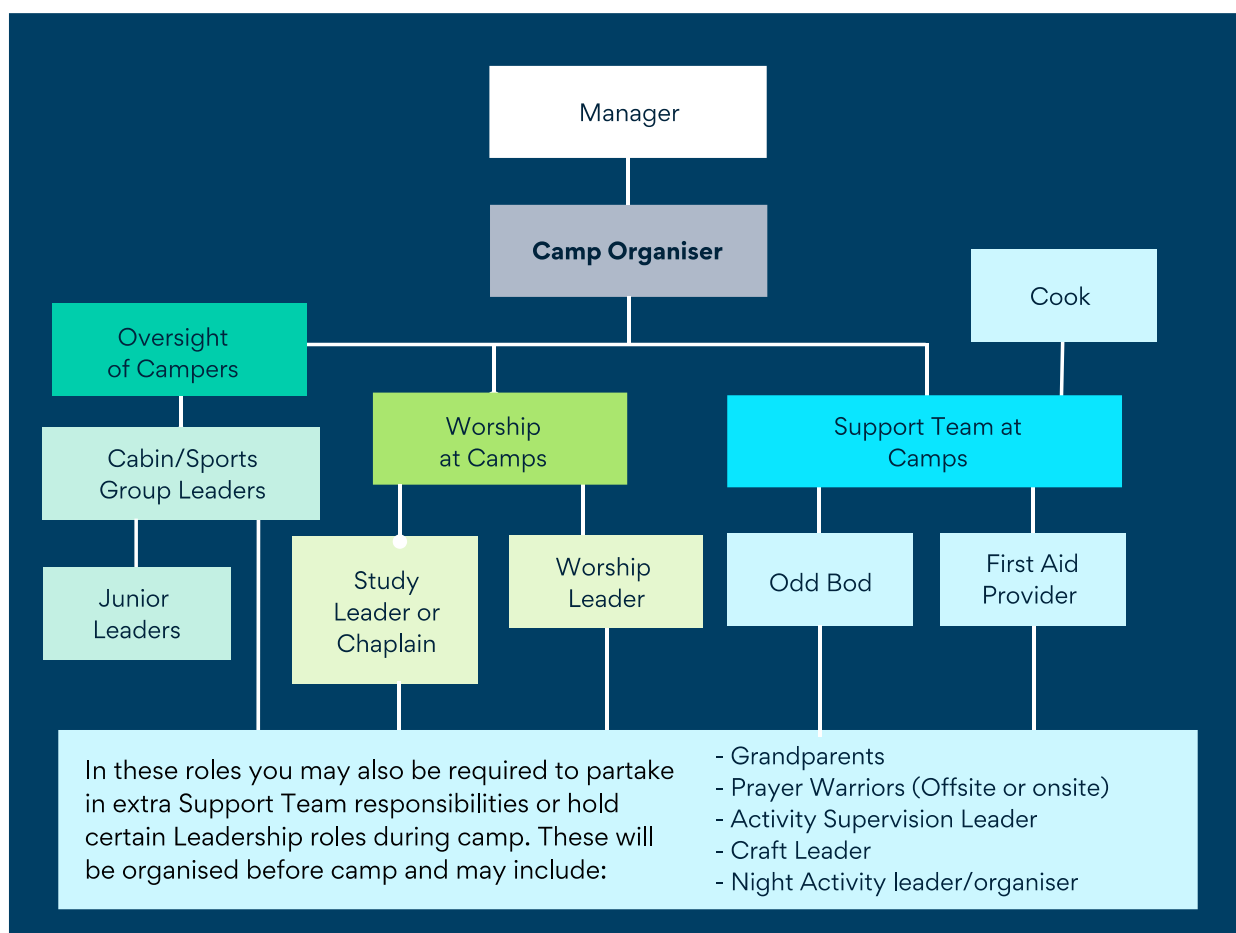 Manager
Camp Organiser
Cook
Oversight
of Campers
Worship
at Camps
Support Team at
Camps
Cabin/Sports
Group Leaders
Junior
Leaders
Study
Leader or
Chaplain
Worship
Leader
Odd Bod
First Aid
Provider
In these roles you may also be required to partake
in extra Support Team responsibilities or hold
certain Leadership roles during camp. These will
be organised before camp and may include:
- Grandparents
- Prayer Warriors (Offsite or onsite)
- Activity Supervision Leader
- Craft Leader
- Night Activity leader/organiser